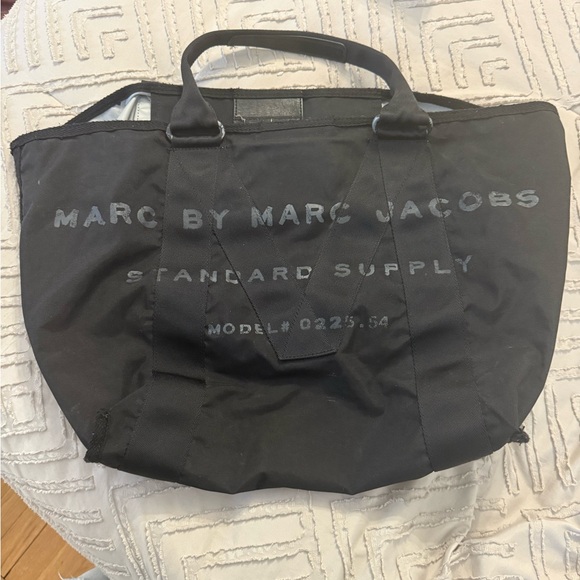 MARC BY MARC JACOBS
STANDARD SUPPLY
MODEL# 0225.54